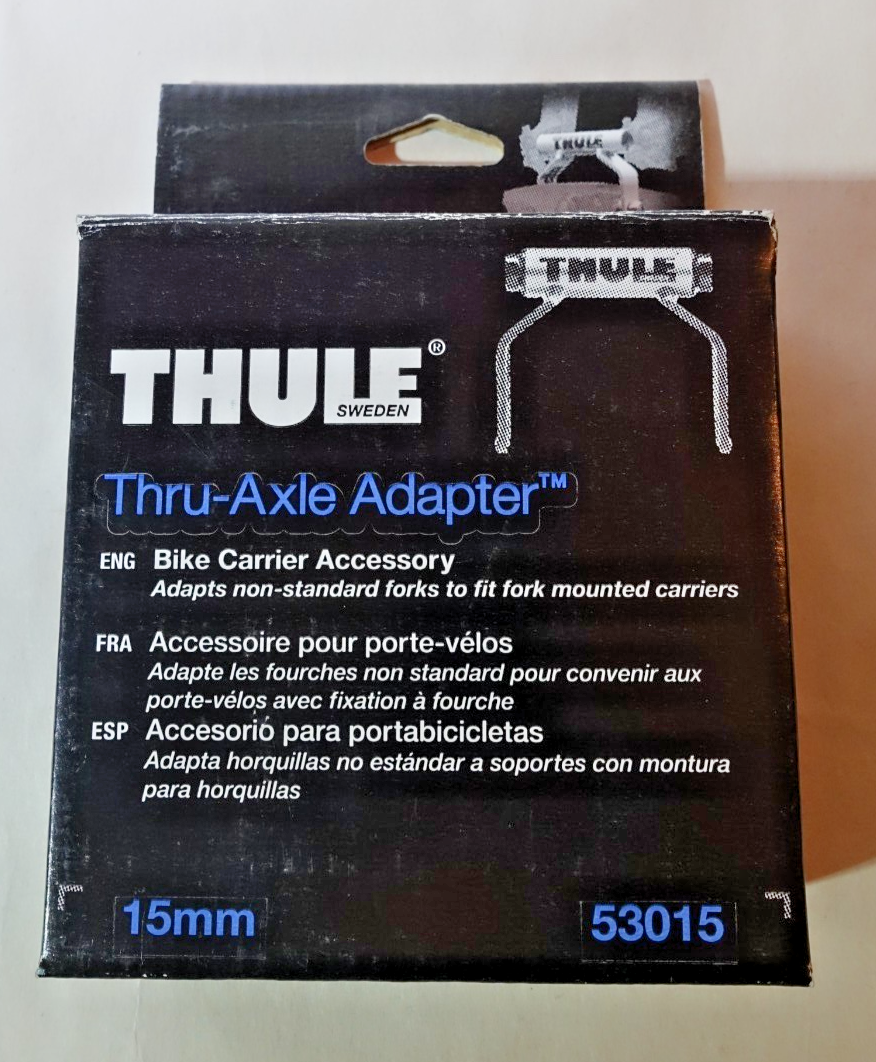 THULE
THULE
THULE®
SWEDEN
Thru-Axle Adapter™
ENG Bike Carrier Accessory
Adapts non-standard forks to fit fork mounted carriers
FRA Accessoire pour porte-vélos
Adapte les fourches non standard pour convenir aux
porte-vélos avec fixation à fourche
ESP Accesorio para portabicicletas
Adapta horquillas no estándar a soportes con montura
para horquillas
15mm
53015